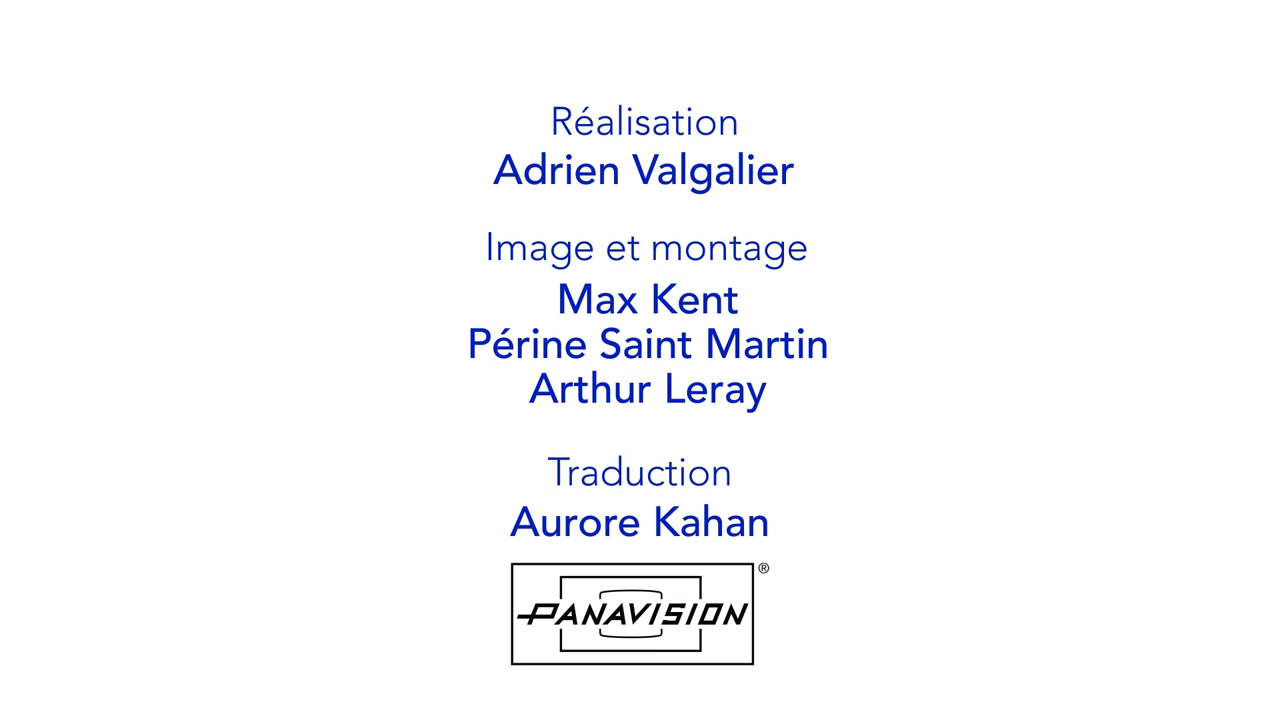 Réalisation
Adrien Valgalier
Image et montage
Max Kent
Périne Saint Martin
Arthur Leray
Traduction
Aurore Kahan
PANAVISION ®